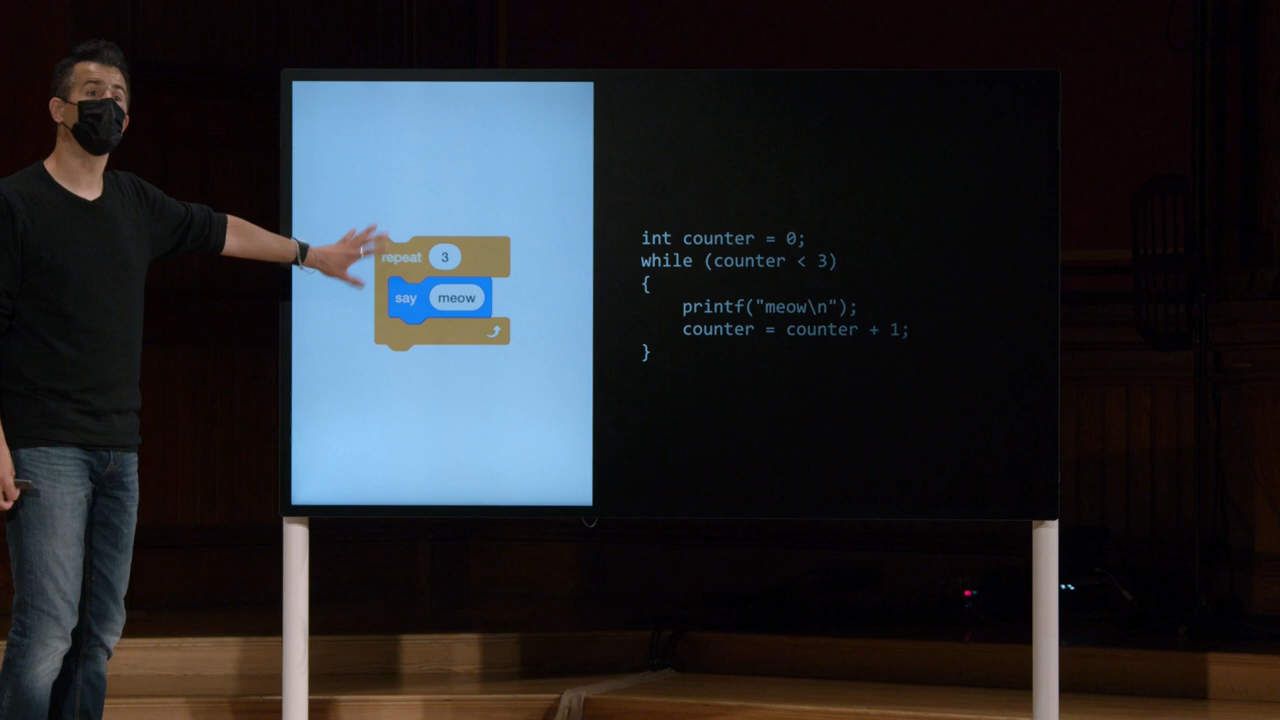 repeat 3
say meow
int counter = 0;
while (counter < 3)
{
    printf("meow\n");
    counter = counter + 1;
}